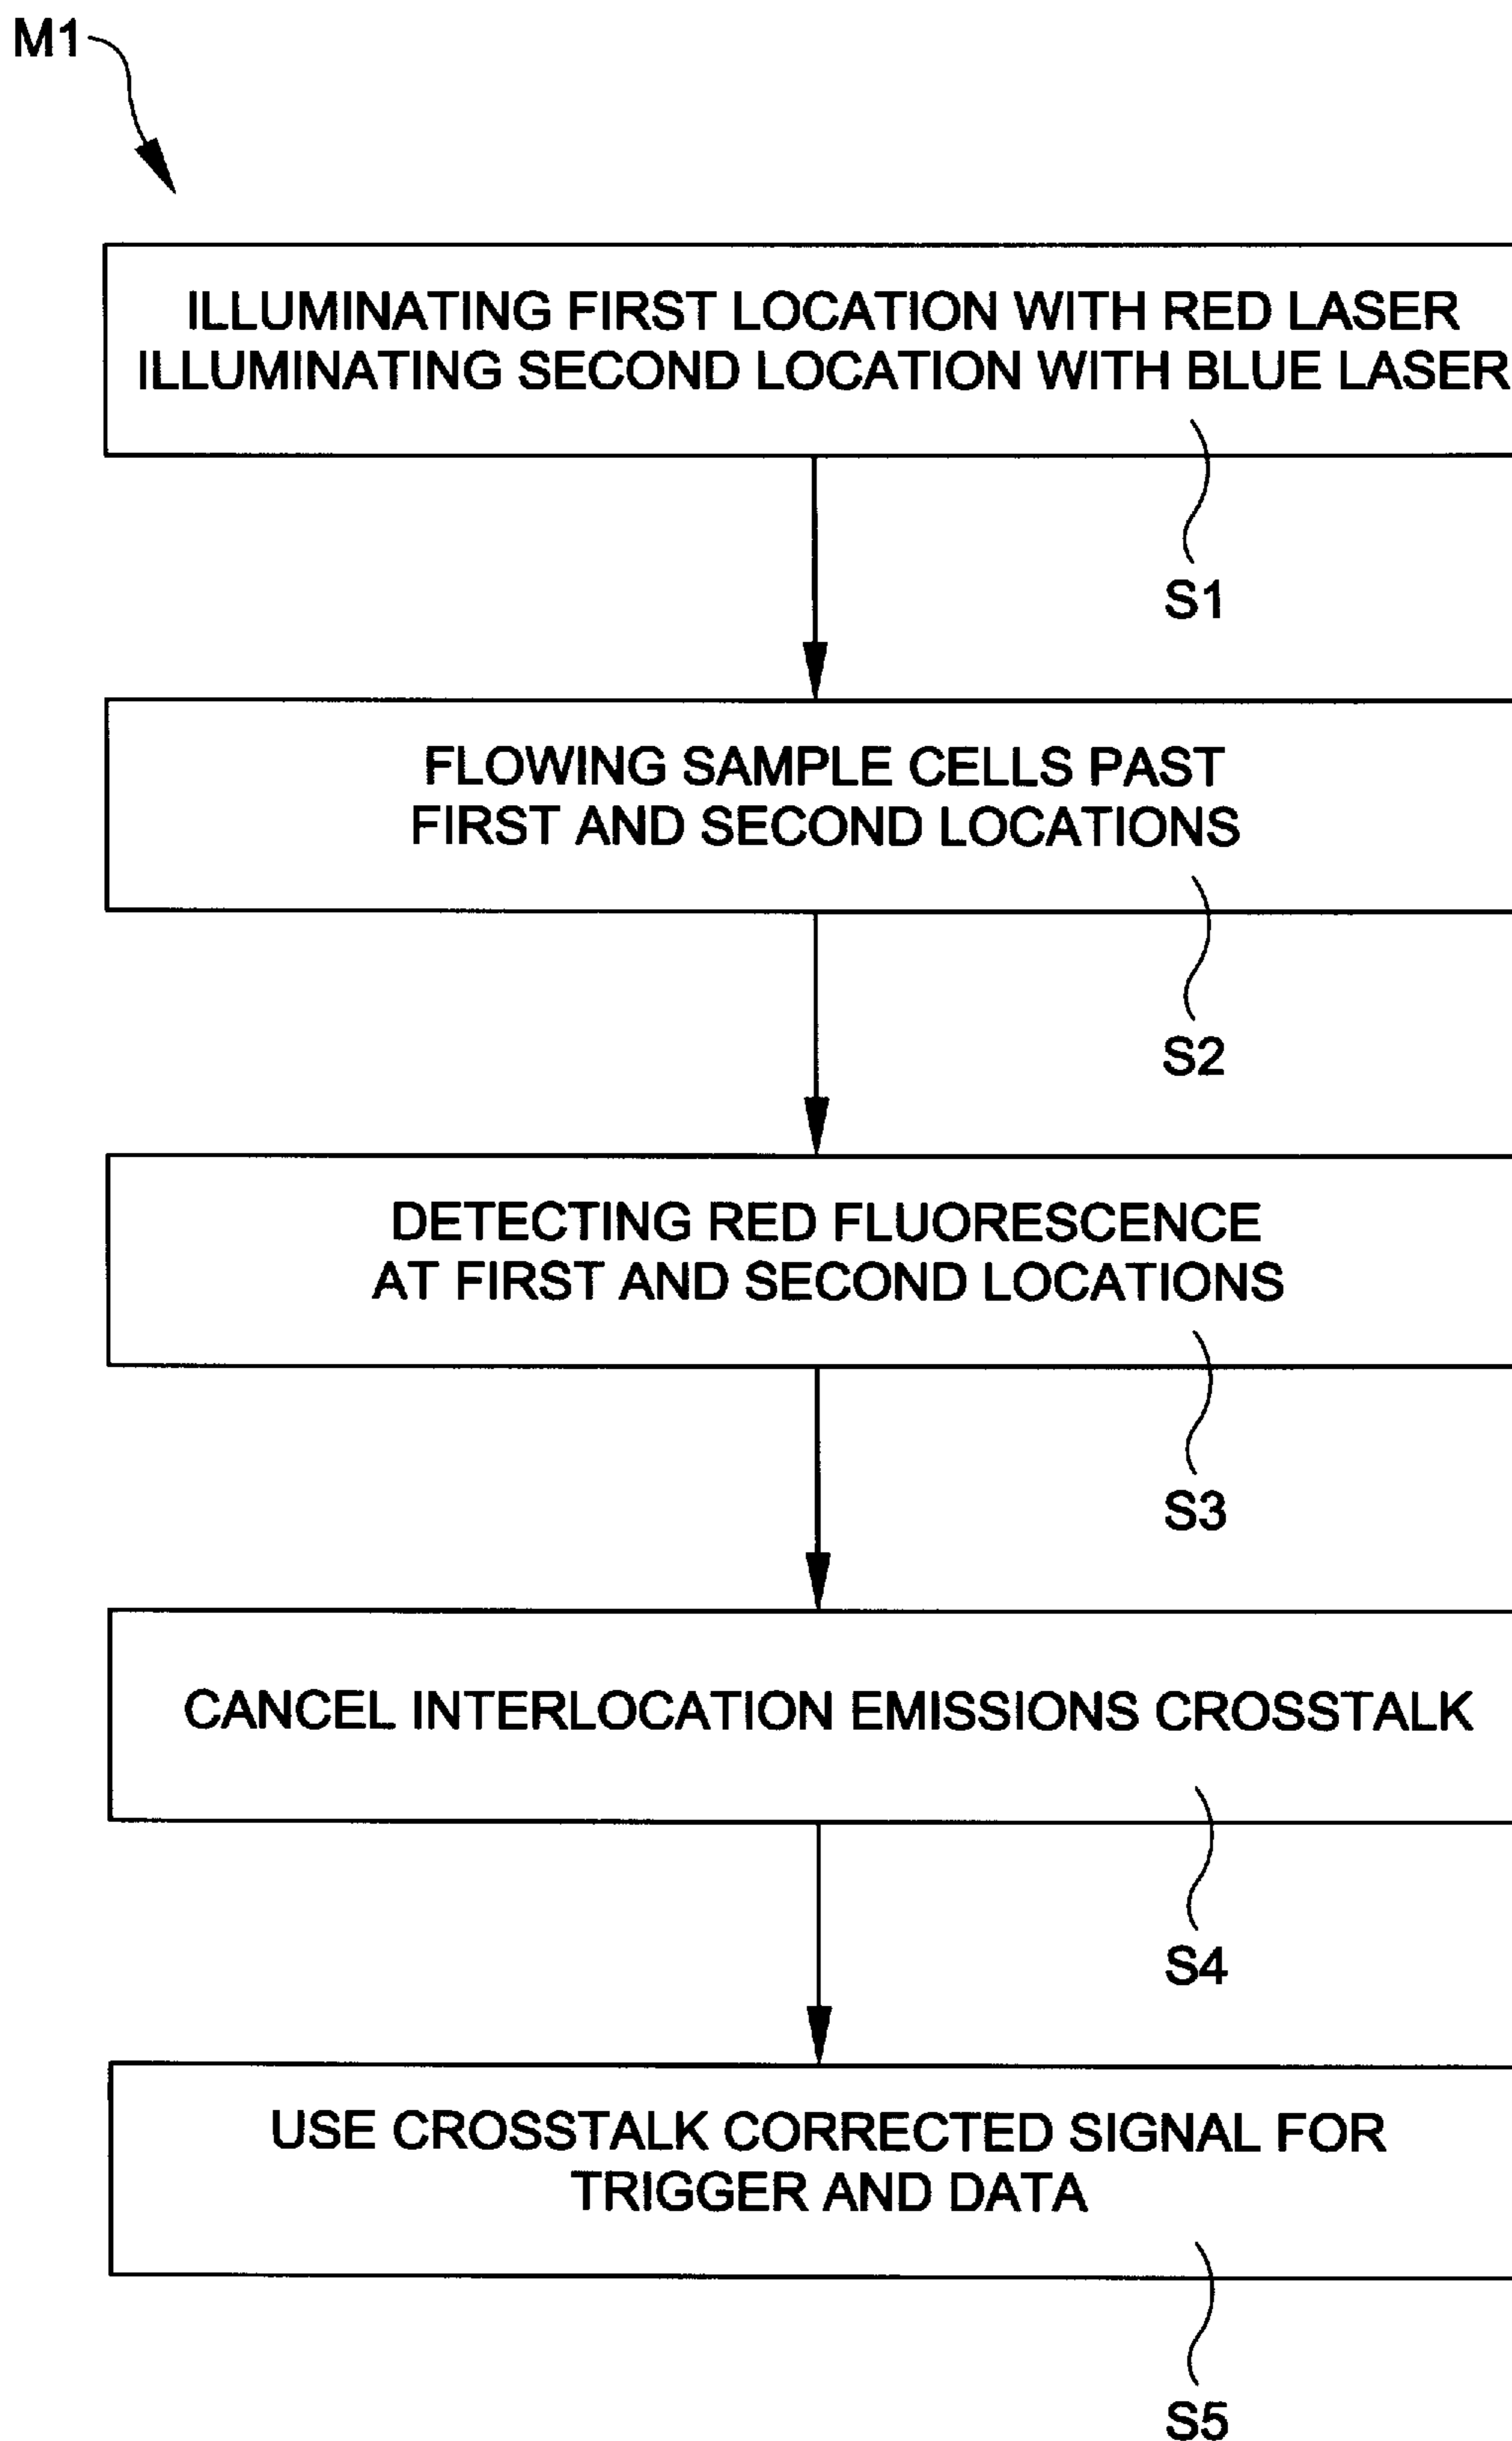 M1
ILLUMINATING FIRST LOCATION WITH RED LASER
ILLUMINATING SECOND LOCATION WITH BLUE LASER
S1
FLOWING SAMPLE CELLS PAST
FIRST AND SECOND LOCATIONS
S2
DETECTING RED FLUORESCENCE
AT FIRST AND SECOND LOCATIONS
S3
CANCEL INTERLOCATION EMISSIONS CROSSTALK
S4
USE CROSSTALK CORRECTED SIGNAL FOR
TRIGGER AND DATA
S5